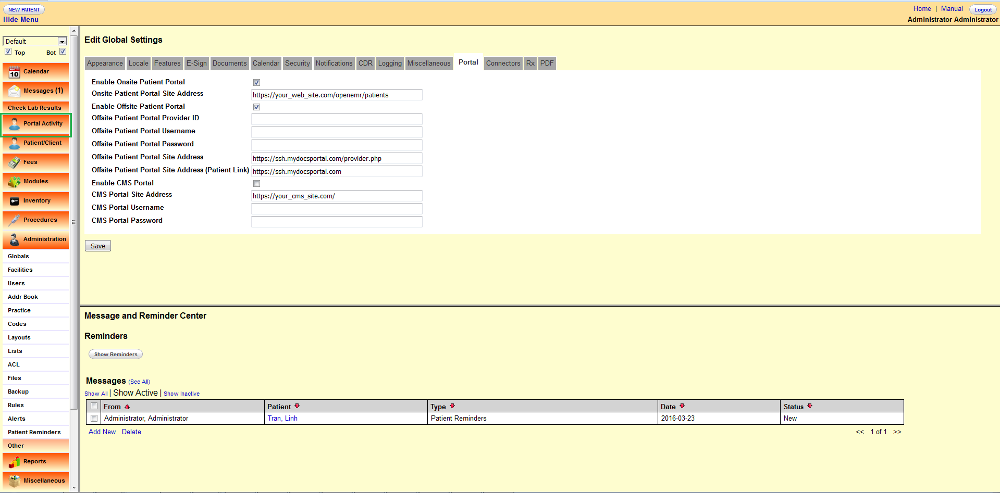 NEW PATIENT
Hide Menu
Home | Manual Logout
Administrator Administrator
Default
Top Bot
10 Calendar
Messages (1)
Check Lab Results
Portal Activity
Patient/Client
Fees
Modules
Inventory
Procedures
Administration
Globals
Facilities
Users
Addr Book
Practice
Codes
Layouts
Lists
ACL
Files
Backup
Rules
Alerts
Patient Reminders
Other
Reports
Miscellaneous
Edit Global Settings
Appearance Locale Features E-Sign Documents Calendar Security Notifications CDR Logging Miscellaneous Portal Connectors Rx PDF
Enable Onsite Patient Portal
Onsite Patient Portal Site Address https://your_web_site.com/openemr/patients
Enable Offsite Patient Portal
Offsite Patient Portal Provider ID
Offsite Patient Portal Username
Offsite Patient Portal Password
Offsite Patient Portal Site Address https://ssh.mydocsportal.com/provider.php
Offsite Patient Portal Site Address (Patient Link) https://ssh.mydocsportal.com
Enable CMS Portal
CMS Portal Site Address https://your_cms_site.com/
CMS Portal Username
CMS Portal Password
Save
Message and Reminder Center
Reminders
Show Reminders
Messages (See All)
Show All | Show Active | Show Inactive
From Patient Type Date Status
Administrator, Administrator Tran, Linh Patient Reminders 2016-03-23 New
Add New Delete << 1 of 1 >>